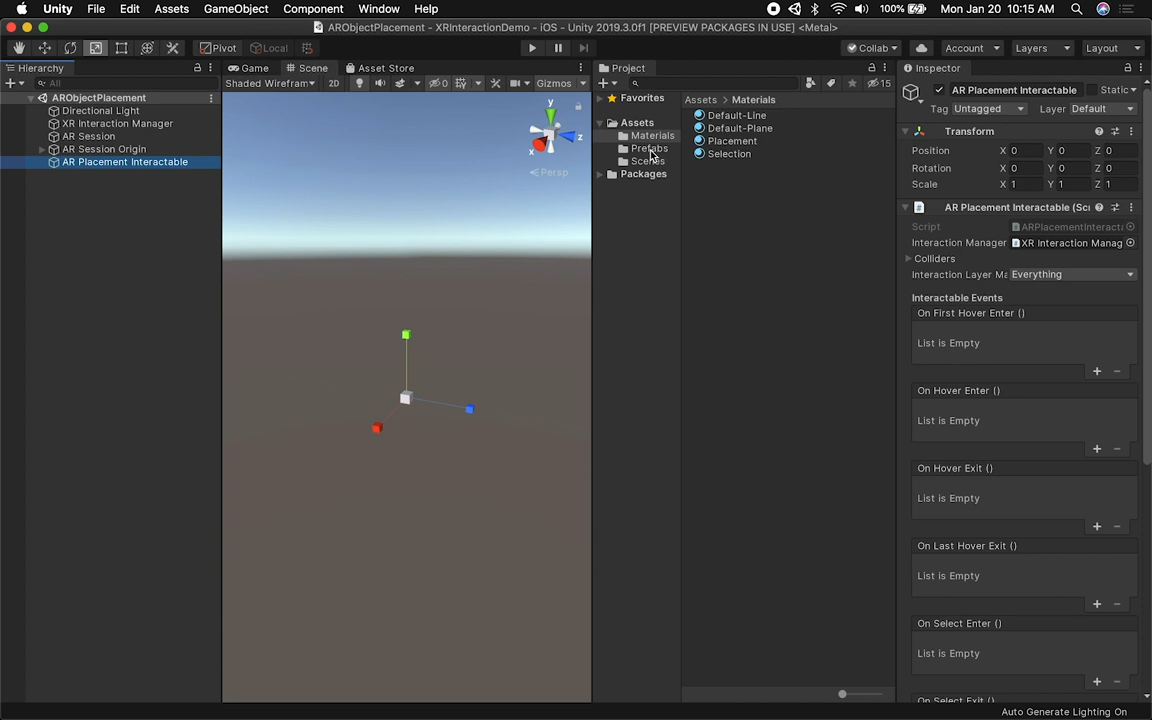 Unity File Edit Assets GameObject Component Window Help 100% Mon Jan 20 10:15 AM
ARObjectPlacement - XRInteractionDemo - iOS - Unity 2019.3.0f1 [PREVIEW PACKAGES IN USE] <Metal>
Pivot Local Collab Account Layers Layout
Hierarchy
All
ARObjectPlacement
Directional Light
XR Interaction Manager
AR Session
AR Session Origin
AR Placement Interactable
Game Scene Asset Store
Shaded Wirefram 2D 0 Gizmos
y
z
x
Persp
Project
15
Favorites
Assets
Materials
Prefabs
Scenes
Packages
Assets > Materials
Default-Line
Default-Plane
Placement
Selection
Inspector
AR Placement Interactable Static
Tag Untagged Layer Default
Transform
Position X 0 Y 0 Z 0
Rotation X 0 Y 0 Z 0
Scale X 1 Y 1 Z 1
AR Placement Interactable (Scr
Script ARPlacementInteracta
Interaction Manager XR Interaction Manag
Colliders
Interaction Layer Ma Everything
Interactable Events
On First Hover Enter ()
List is Empty
+ −
On Hover Enter ()
List is Empty
+ −
On Hover Exit ()
List is Empty
+ −
On Last Hover Exit ()
List is Empty
+ −
On Select Enter ()
List is Empty
+ −
On Select Exit ()
Auto Generate Lighting On